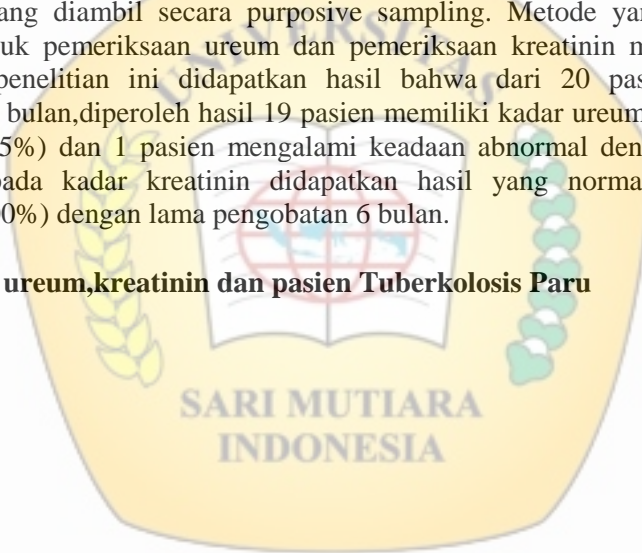 ang diambil secara purposive sampling. Metode ya
uk pemeriksaan ureum dan pemeriksaan kreatinin m
penelitian ini didapatkan hasil bahwa dari 20 pas
bulan,diperoleh hasil 19 pasien memiliki kadar ureum
5%) dan 1 pasien mengalami keadaan abnormal den
pada kadar kreatinin didapatkan hasil yang norma
0%) dengan lama pengobatan 6 bulan.
ureum,kreatinin dan pasien Tuberkolosis Paru
UNIVERSITAS
SARI MUTIARA
INDONESIA